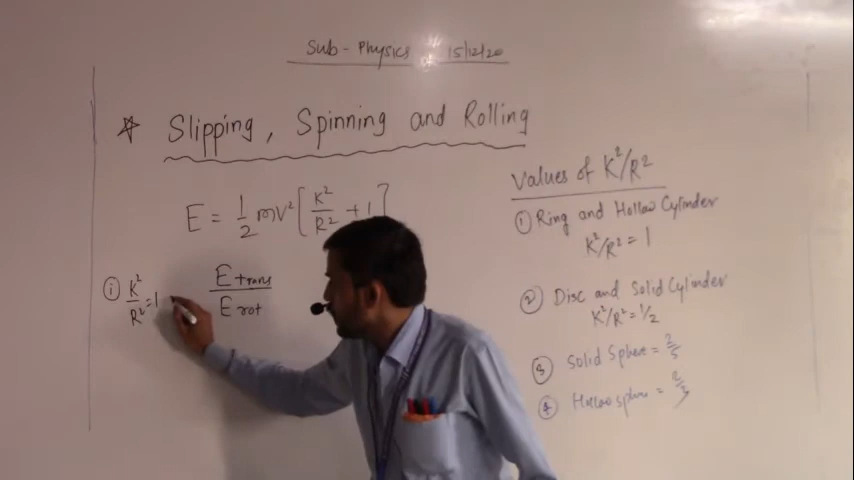 Sub - Physics 15/12/20
☆ Slipping, Spinning and Rolling
E = 1/2 mv² [K²/R² + 1]
① K²/R² = 1
E trans / E rot
Values of K²/R²
① Ring and Hollow Cylinder
K²/R² = 1
② Disc and Solid Cylinder
K²/R² = 1/2
③ Solid Sphere = 2/5
④ Hollow sphere = 2/3